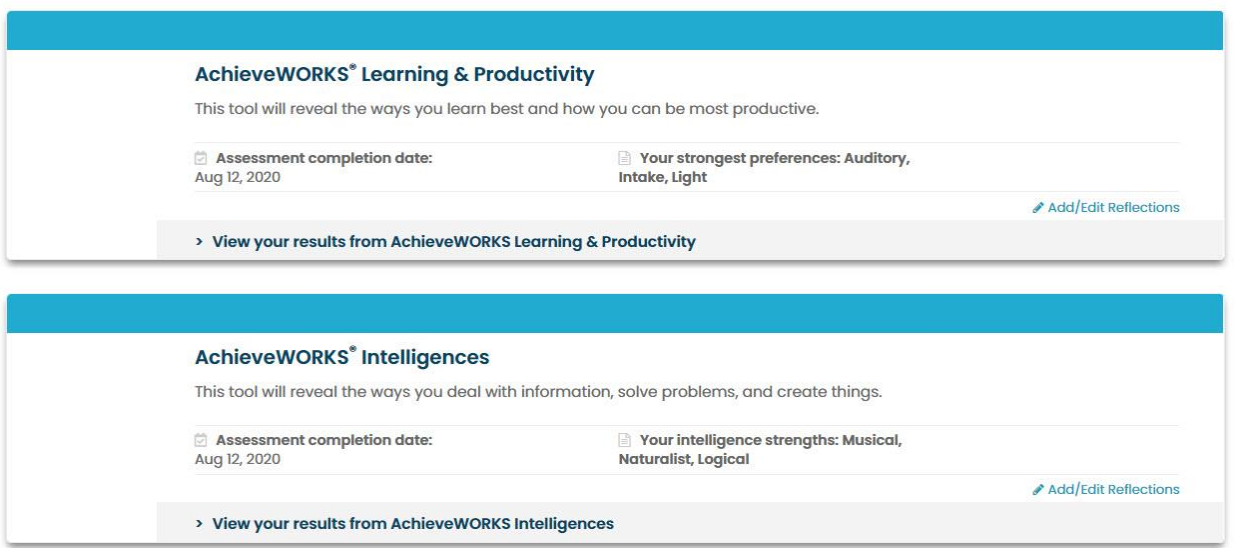 AchieveWORKS® Learning & Productivity
This tool will reveal the ways you learn best and how you can be most productive.
Assessment completion date:
Aug 12, 2020
Your strongest preferences: Auditory,
Intake, Light
Add/Edit Reflections
> View your results from AchieveWORKS Learning & Productivity
AchieveWORKS® Intelligences
This tool will reveal the ways you deal with information, solve problems, and create things.
Assessment completion date:
Aug 12, 2020
Your intelligence strengths: Musical,
Naturalist, Logical
Add/Edit Reflections
> View your results from AchieveWORKS Intelligences